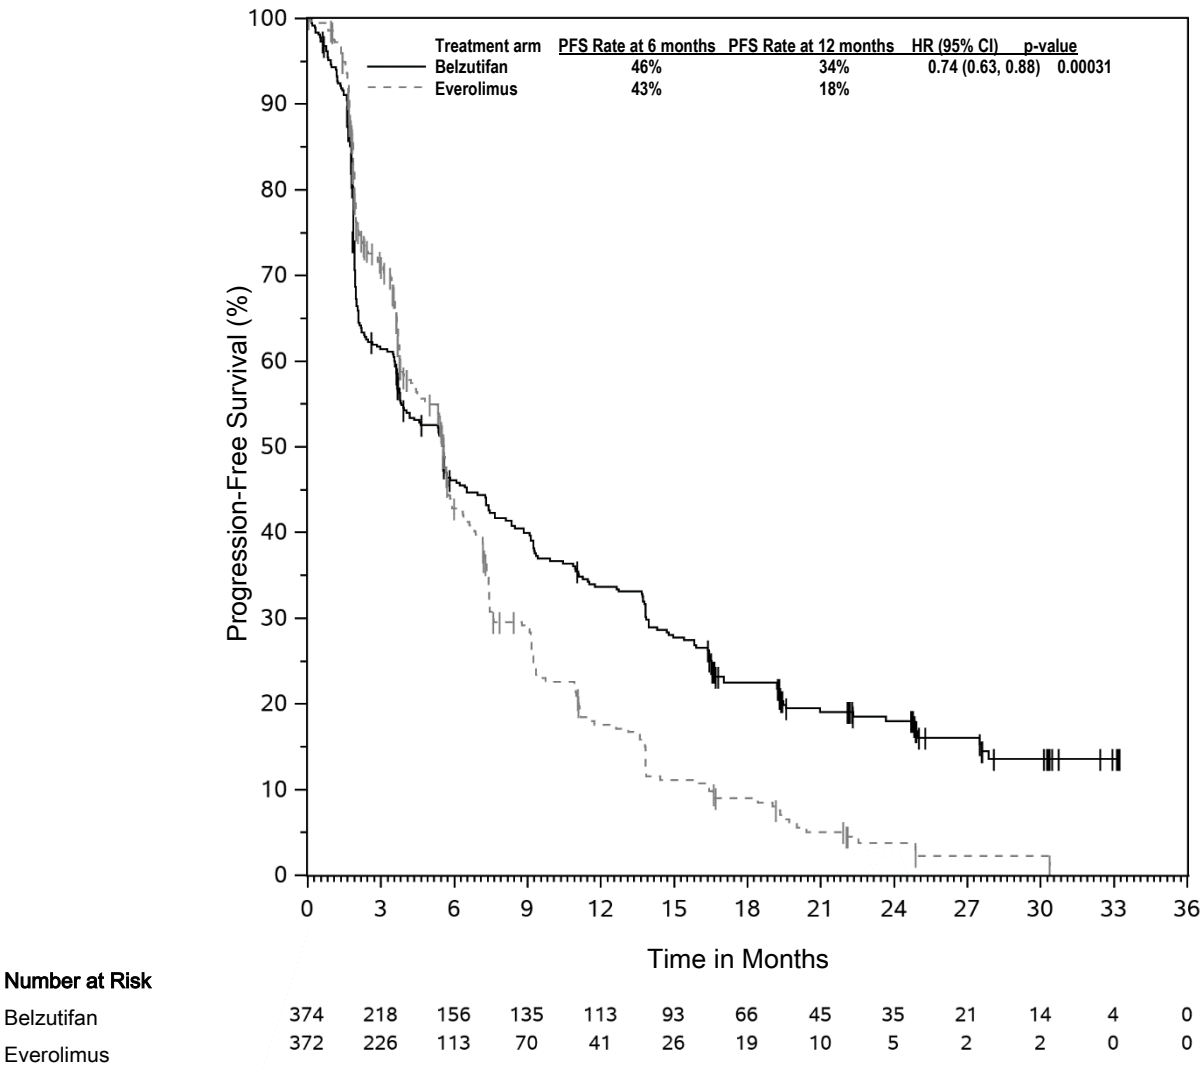 Treatment arm PFS Rate at 6 months PFS Rate at 12 months HR (95% CI) p-value
Belzutifan 46% 34% 0.74 (0.63, 0.88) 0.00031
Everolimus 43% 18%
Progression-Free Survival (%)
100
90
80
70
60
50
40
30
20
10
0
0 3 6 9 12 15 18 21 24 27 30 33 36
Time in Months
Number at Risk
Belzutifan 374 218 156 135 113 93 66 45 35 21 14 4 0
Everolimus 372 226 113 70 41 26 19 10 5 2 2 0 0